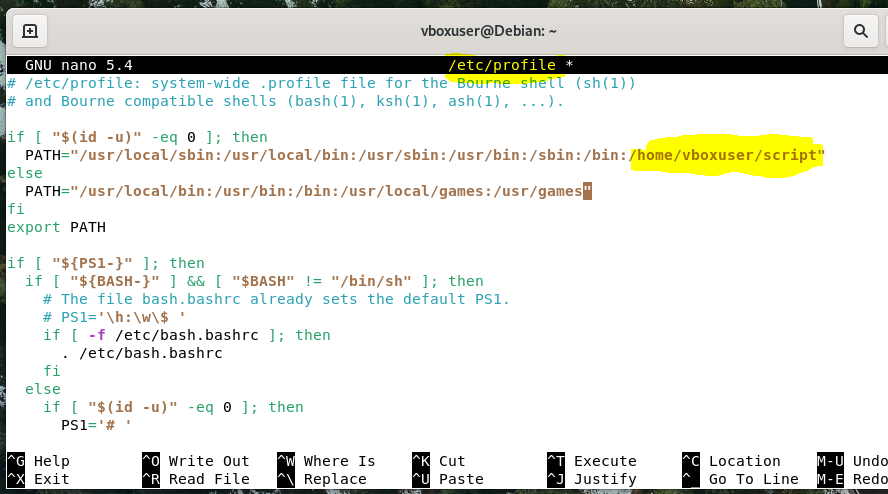 vboxuser@Debian: ~
GNU nano 5.4 /etc/profile *
# /etc/profile: system-wide .profile file for the Bourne shell (sh(1))
# and Bourne compatible shells (bash(1), ksh(1), ash(1), ...).
if [ "$(id -u)" -eq 0 ]; then
PATH="/usr/local/sbin:/usr/local/bin:/usr/sbin:/usr/bin:/sbin:/bin:/home/vboxuser/script"
else
PATH="/usr/local/bin:/usr/bin:/bin:/usr/local/games:/usr/games"
fi
export PATH
if [ "${PS1-}" ]; then
if [ "${BASH-}" ] && [ "$BASH" != "/bin/sh" ]; then
# The file bash.bashrc already sets the default PS1.
# PS1='\h:\w\$ '
if [ -f /etc/bash.bashrc ]; then
. /etc/bash.bashrc
fi
else
if [ "$(id -u)" -eq 0 ]; then
PS1='# '
^G Help ^O Write Out ^W Where Is ^K Cut ^T Execute ^C Location M-U Undo
^X Exit ^R Read File ^\ Replace ^U Paste ^J Justify ^_ Go To Line M-E Redo